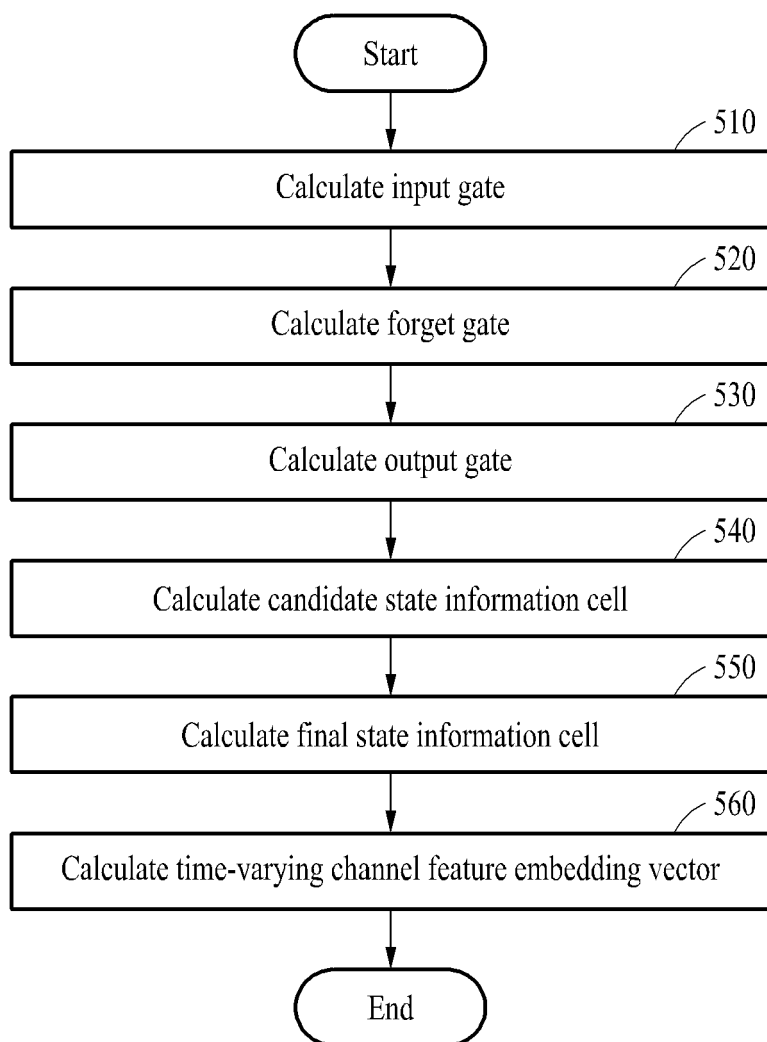 Start
510
Calculate input gate
520
Calculate forget gate
530
Calculate output gate
540
Calculate candidate state information cell
550
Calculate final state information cell
560
Calculate time-varying channel feature embedding vector
End